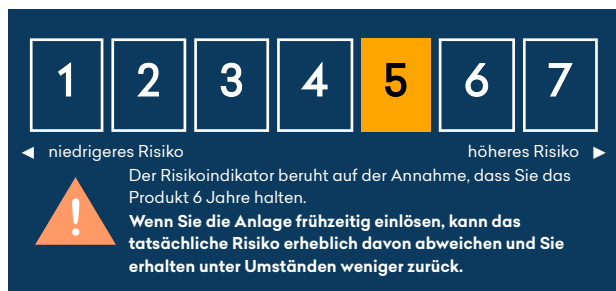 1 2 3 4 5 6 7
◄ niedrigeres Risiko höheres Risiko ►
Der Risikoindikator beruht auf der Annahme, dass Sie das
Produkt 6 Jahre halten.
Wenn Sie die Anlage frühzeitig einlösen, kann das
tatsächliche Risiko erheblich davon abweichen und Sie
erhalten unter Umständen weniger zurück.
!